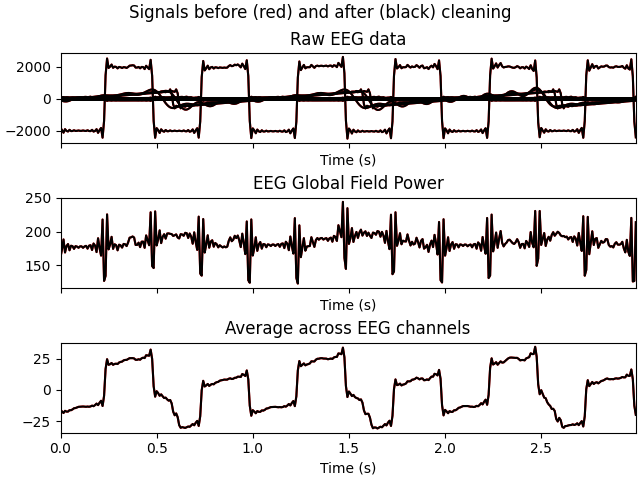 Signals before (red) and after (black) cleaning
Raw EEG data
2000
0
−2000
Time (s)
EEG Global Field Power
250
200
150
Time (s)
Average across EEG channels
25
0
−25
0.0 0.5 1.0 1.5 2.0 2.5
Time (s)